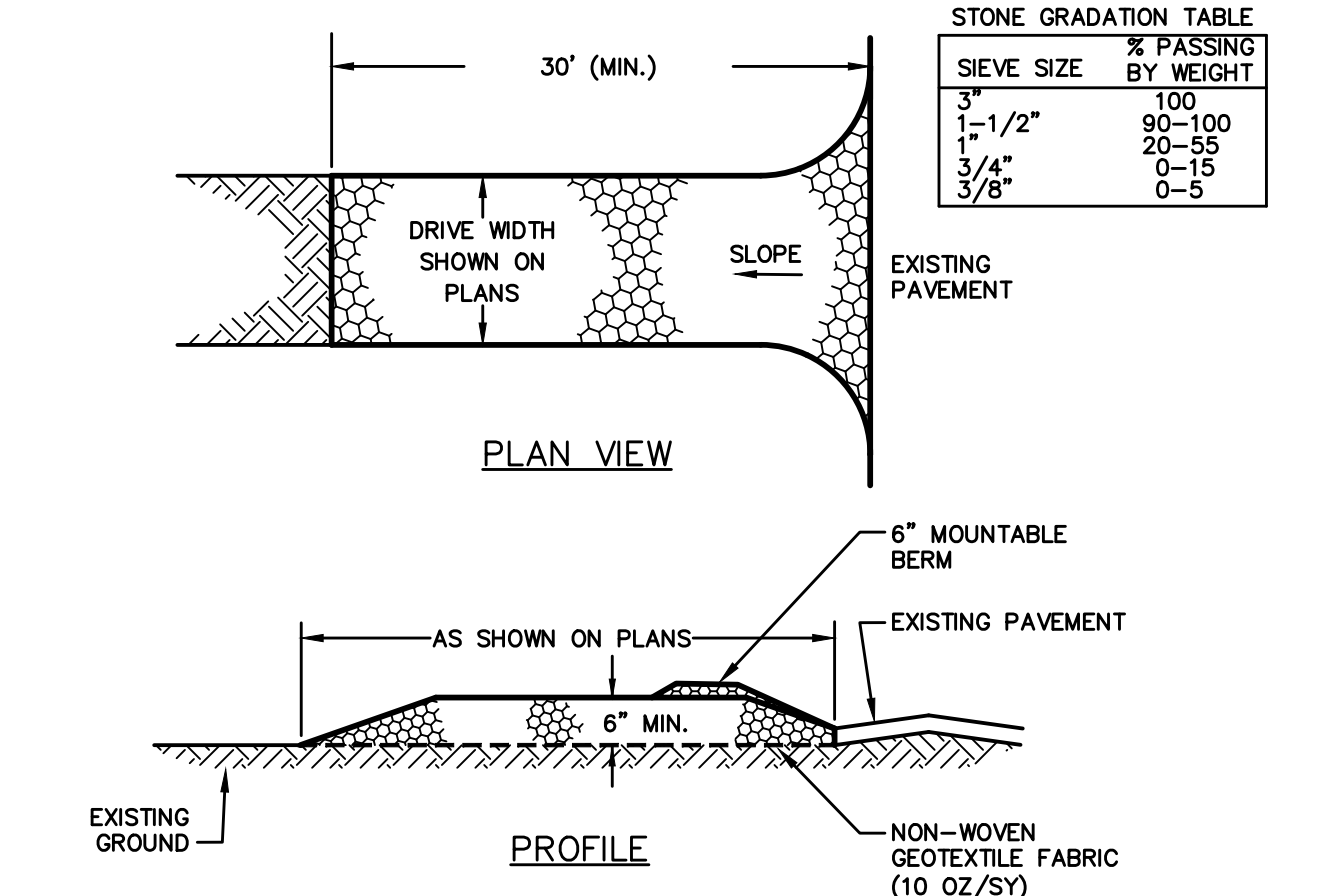 STONE GRADATION TABLE
SIEVE SIZE
% PASSING
BY WEIGHT
3" 100
1-1/2" 90-100
1" 20-55
3/4" 0-15
3/8" 0-5
30' (MIN.)
DRIVE WIDTH
SHOWN ON
PLANS
SLOPE
EXISTING
PAVEMENT
PLAN VIEW
6" MOUNTABLE
BERM
EXISTING PAVEMENT
AS SHOWN ON PLANS
6" MIN.
EXISTING
GROUND
PROFILE
NON-WOVEN
GEOTEXTILE FABRIC
(10 OZ/SY)